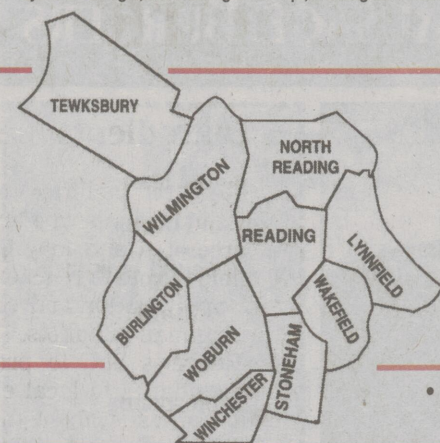 TEWKSBURY
WILMINGTON
NORTH
READING
READING
LYNNFIELD
BURLINGTON
WAKEFIELD
WOBURN
STONEHAM
WINCHESTER